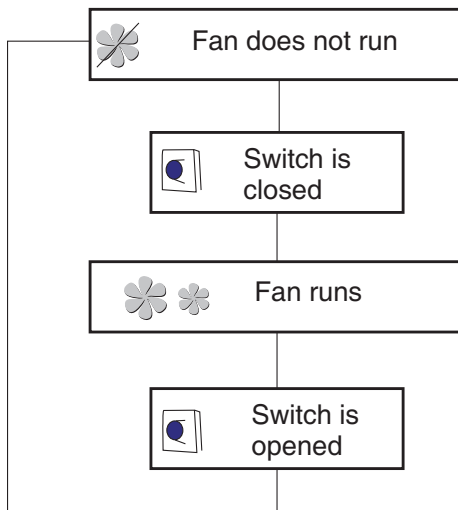 Fan does not run
Switch is
closed
Fan runs
Switch is
opened